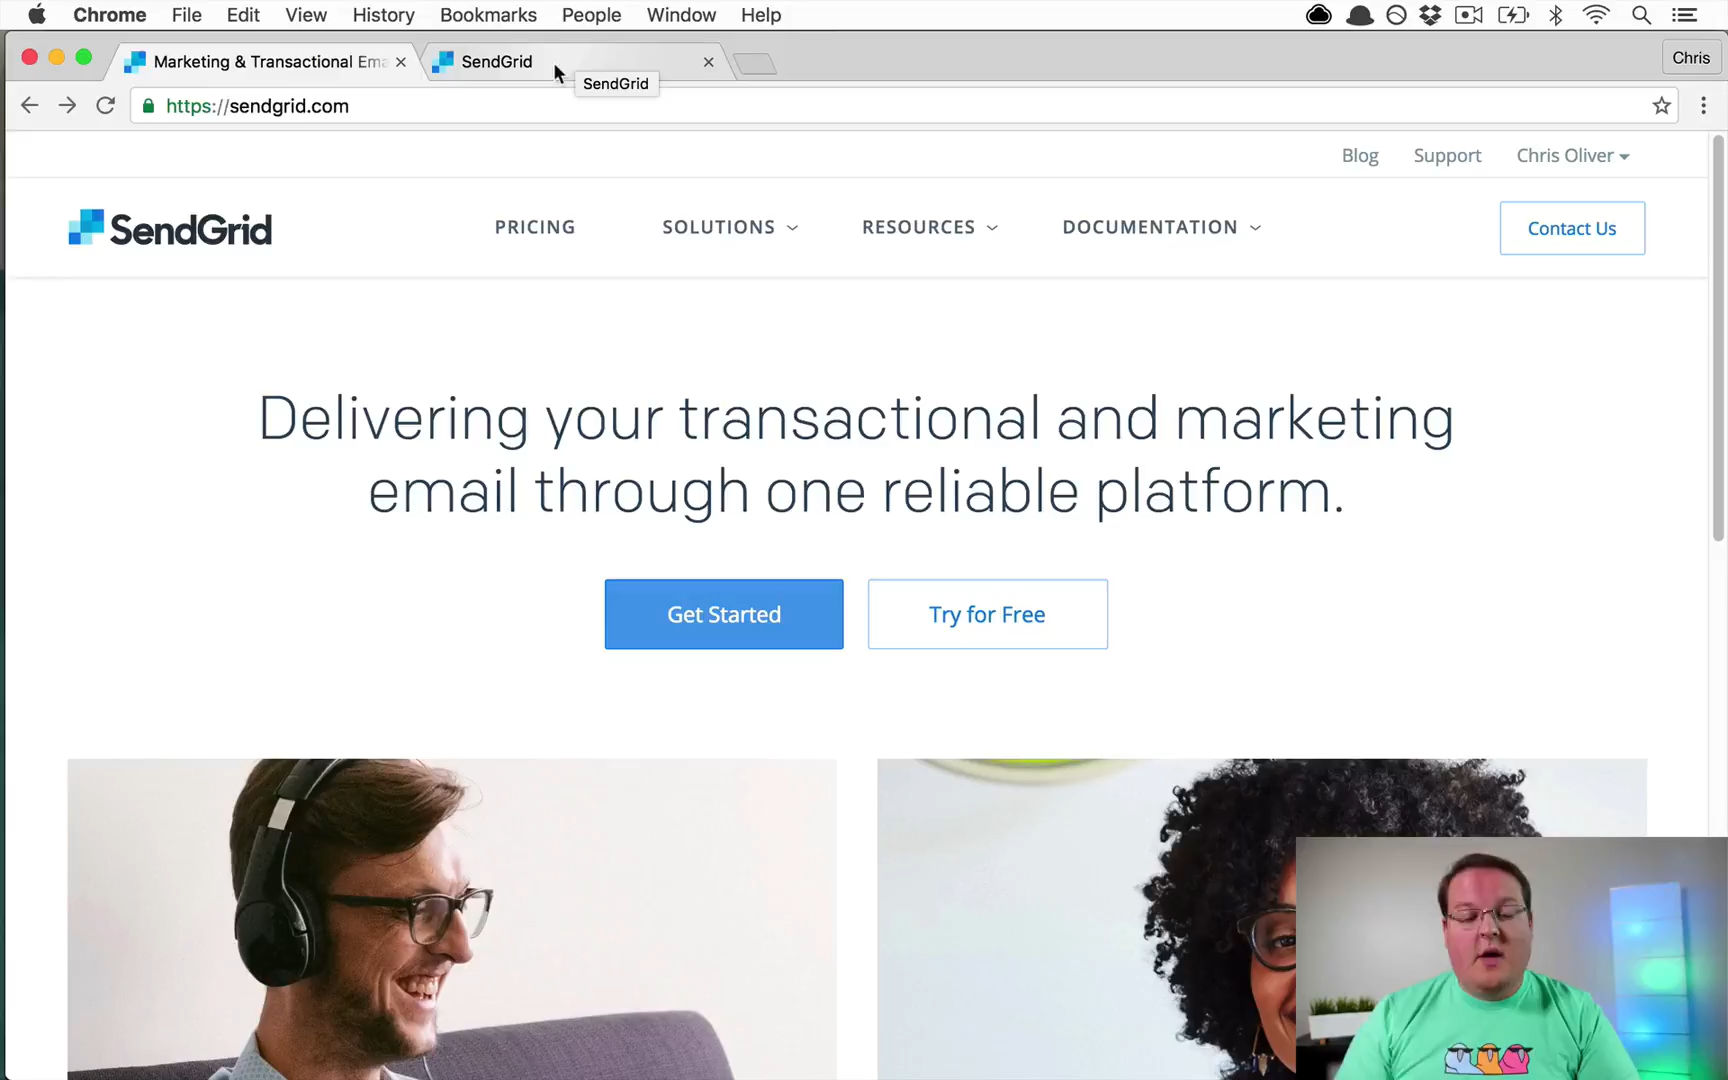 Chrome File Edit View History Bookmarks People Window Help
Marketing & Transactional Ema
SendGrid
Chris
SendGrid
https://sendgrid.com
Blog Support Chris Oliver
SendGrid PRICING SOLUTIONS RESOURCES DOCUMENTATION Contact Us
Delivering your transactional and marketing
email through one reliable platform.
Get Started Try for Free